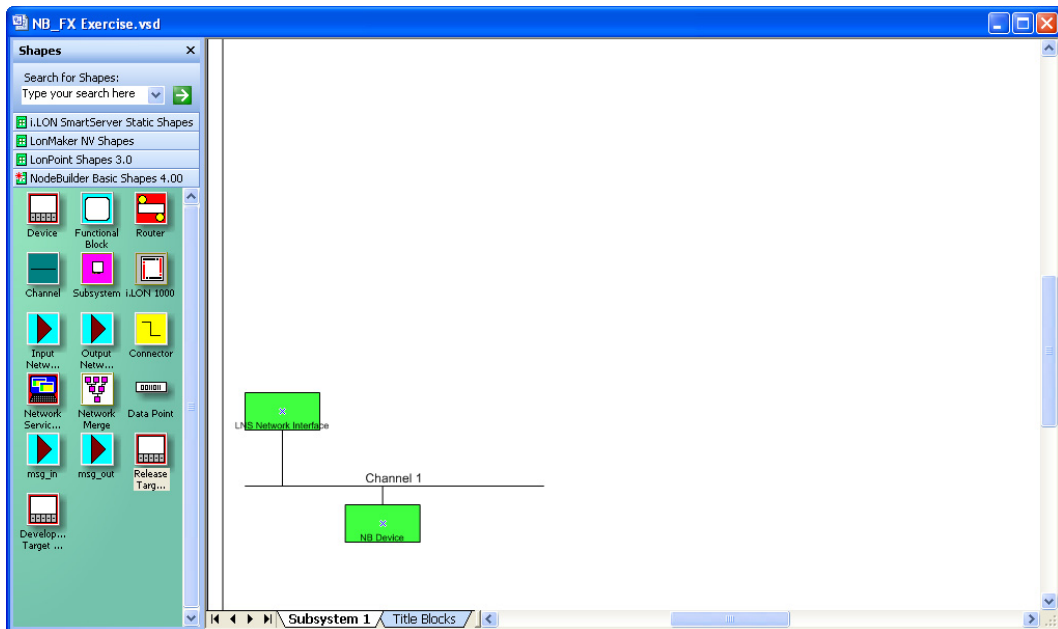 NB_FX Exercise.vsd
Shapes
Search for Shapes:
Type your search here
i.LON SmartServer Static Shapes
LonMaker NV Shapes
LonPoint Shapes 3.0
NodeBuilder Basic Shapes 4.00
Device
Functional Block
Router
Channel
Subsystem
i.LON 1000
Input Netw...
Output Netw...
Connector
Network Servic...
Network Merge
Data Point
msg_in
msg_out
Release Targ...
Develop... Target ...
LNS Network Interface
Channel 1
NB Device
Subsystem 1
Title Blocks